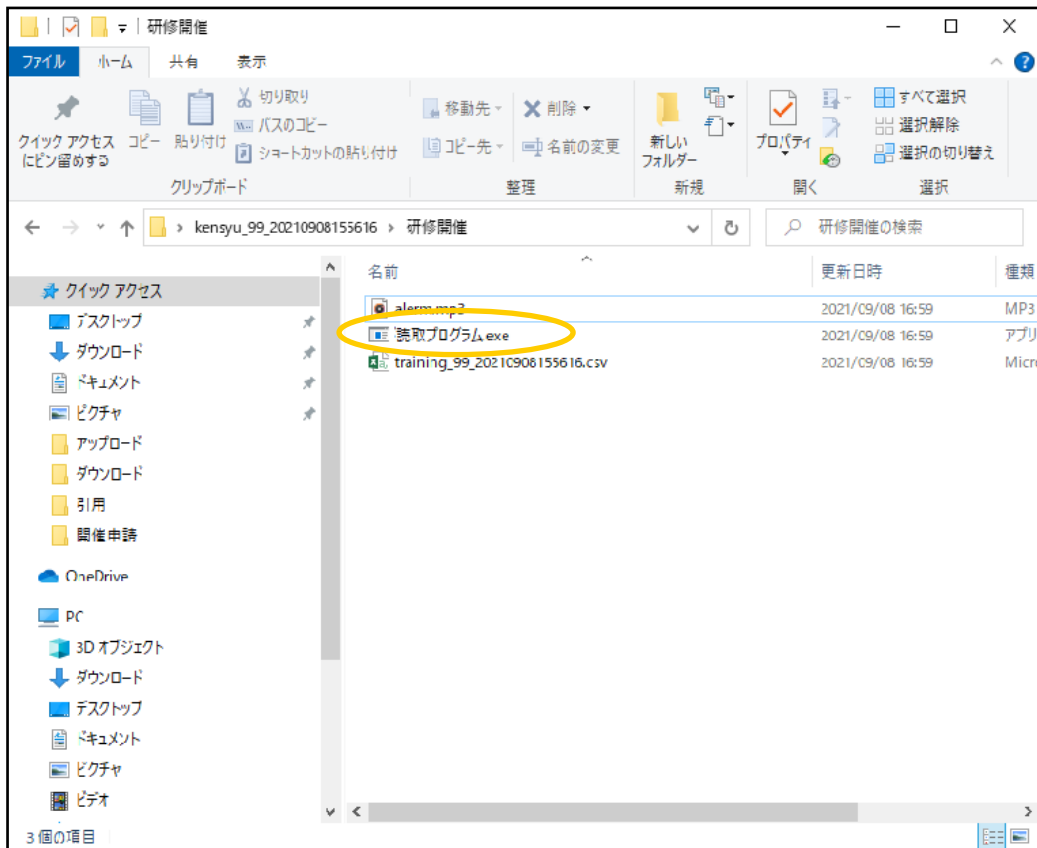 研修開催
ファイル ホーム 共有 表示
クイック アクセスにピン留めする
コピー
貼り付け
切り取り
パスのコピー
ショートカットの貼り付け
クリップボード
移動先
コピー先
削除
名前の変更
整理
新しいフォルダー
新規
プロパティ
開く
すべて選択
選択解除
選択の切り替え
選択
kensyu_99_20210908155616 › 研修開催
研修開催の検索
名前 更新日時 種類
alerm.mp3 2021/09/08 16:59 MP3
読取プログラム.exe 2021/09/08 16:59 アプリ
training_99_20210908155616.csv 2021/09/08 16:59 Micr
クイック アクセス
デスクトップ
ダウンロード
ドキュメント
ピクチャ
アップロード
ダウンロード
引用
開催申請
OneDrive
PC
3D オブジェクト
ダウンロード
デスクトップ
ドキュメント
ピクチャ
ビデオ
3 個の項目